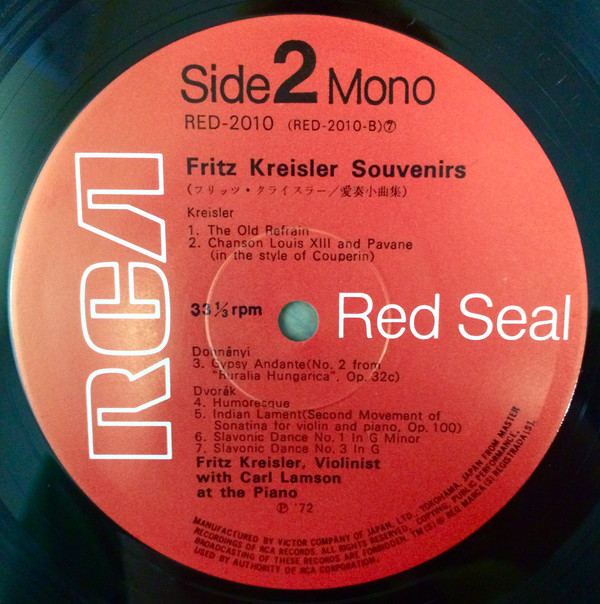 Side 2 Mono
RED-2010 (RED-2010-B)⑦
Fritz Kreisler Souvenirs
(フリッツ・クライスラー/愛奏小曲集)
Kreisler
1. The Old Refrain
2. Chanson Louis XIII and Pavane
(in the style of Couperin)
33⅓ rpm
RCA
Red Seal
Dohnányi
3. Gypsy Andante(No. 2 from
"Ruralia Hungarica", Op. 32c)
Dvorák
4. Humoresque
5. Indian Lament(Second Movement of
Sonatina for violin and piano, Op. 100)
6. Slavonic Dance No. 1 In G Minor
7. Slavonic Dance No. 3 In G
Fritz Kreisler, Violinist
with Carl Lamson
at the Piano
℗ '72
MANUFACTURED BY VICTOR COMPANY OF JAPAN, LTD., YOKOHAMA, JAPAN FROM MASTER
RECORDINGS OF RCA RECORDS. ALL RIGHTS RESERVED. COPYING, PUBLIC PERFORMANCE,
BROADCASTING OF THESE RECORDS ARE FORBIDDEN. TM(S) ® REG. MARCA(S) REGISTRADA(S).
USED BY AUTHORITY OF RCA CORPORATION.